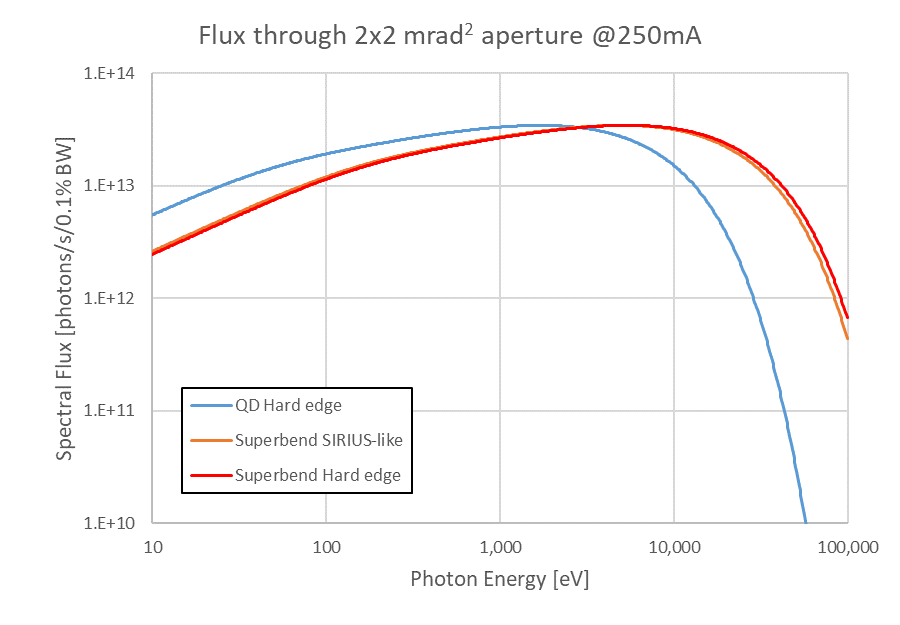 Flux through 2x2 mrad² aperture @250mA
1.E+14
1.E+13
1.E+12
1.E+11
1.E+10
Spectral Flux [photons/s/0.1% BW]
QD Hard edge
Superbend SIRIUS-like
Superbend Hard edge
10
100
1,000
10,000
100,000
Photon Energy [eV]